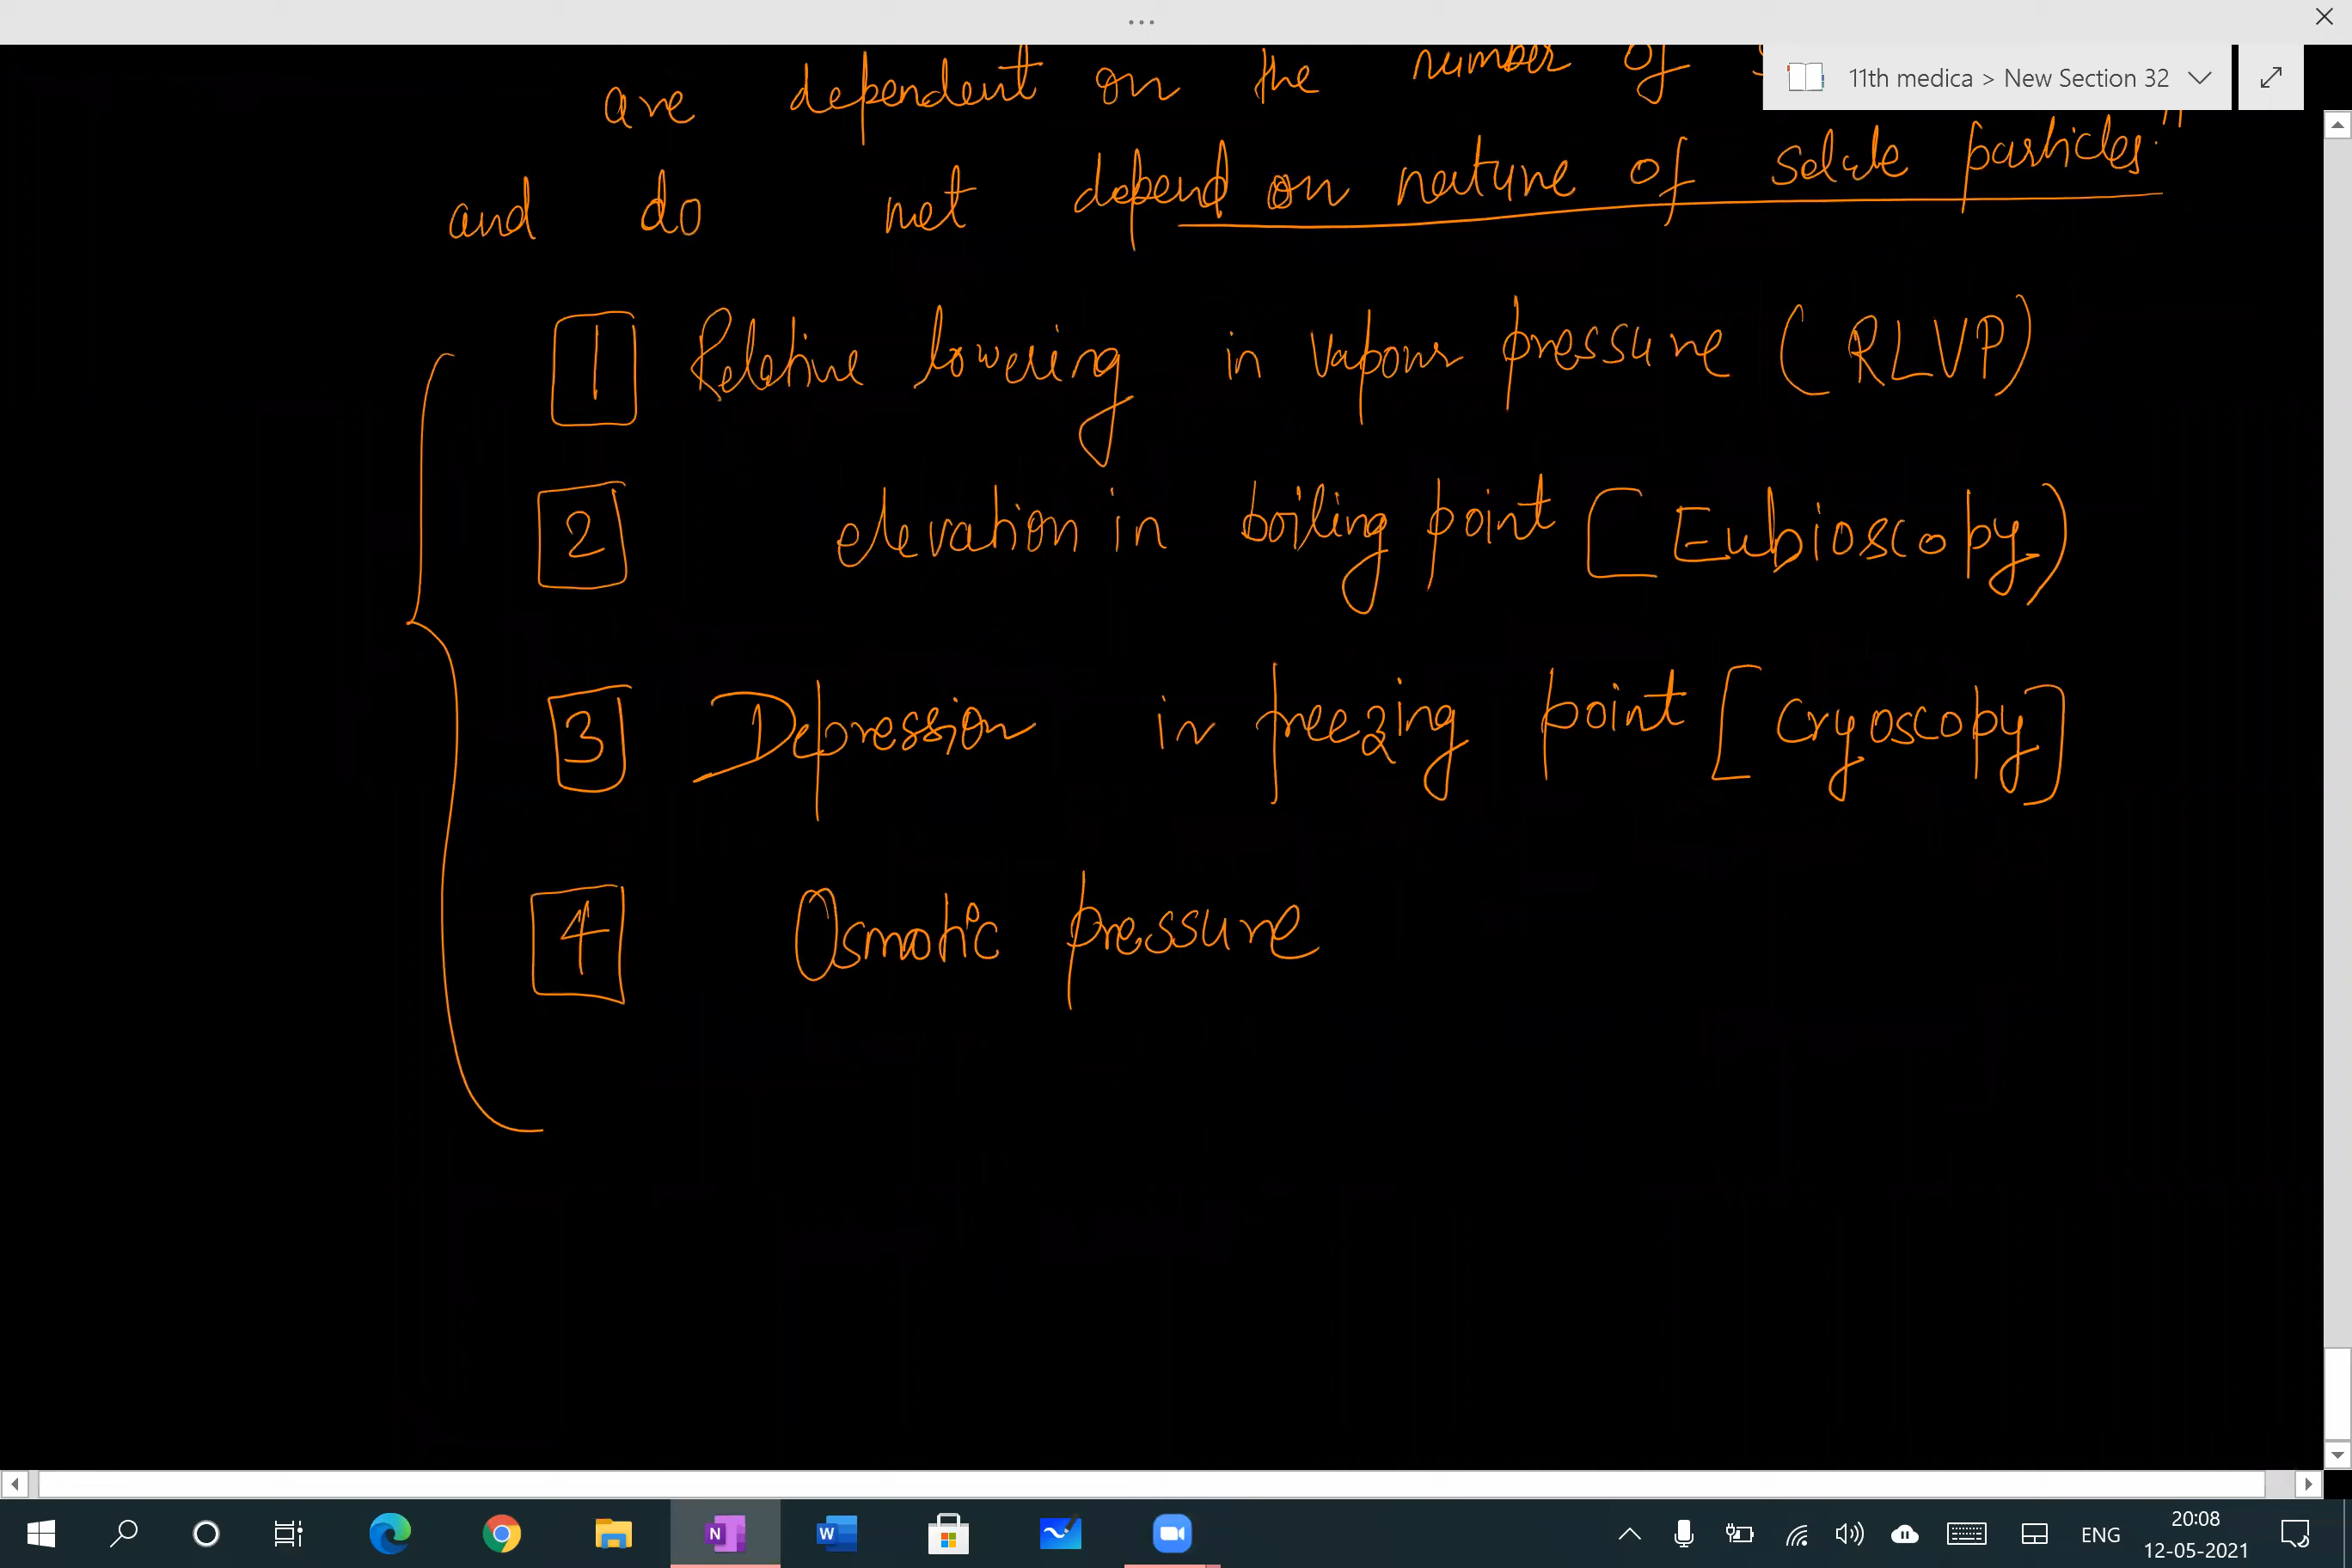 11th medica > New Section 32
are dependent on the number of
and do not depend on nature of solute particles."
1 Relative lowering in vapour pressure (RLVP)
2 elevation in boiling point [Eubioscopy)
3 Depression in freezing point [cryoscopy]
4 Osmotic pressure
ENG
20:08
12-05-2021